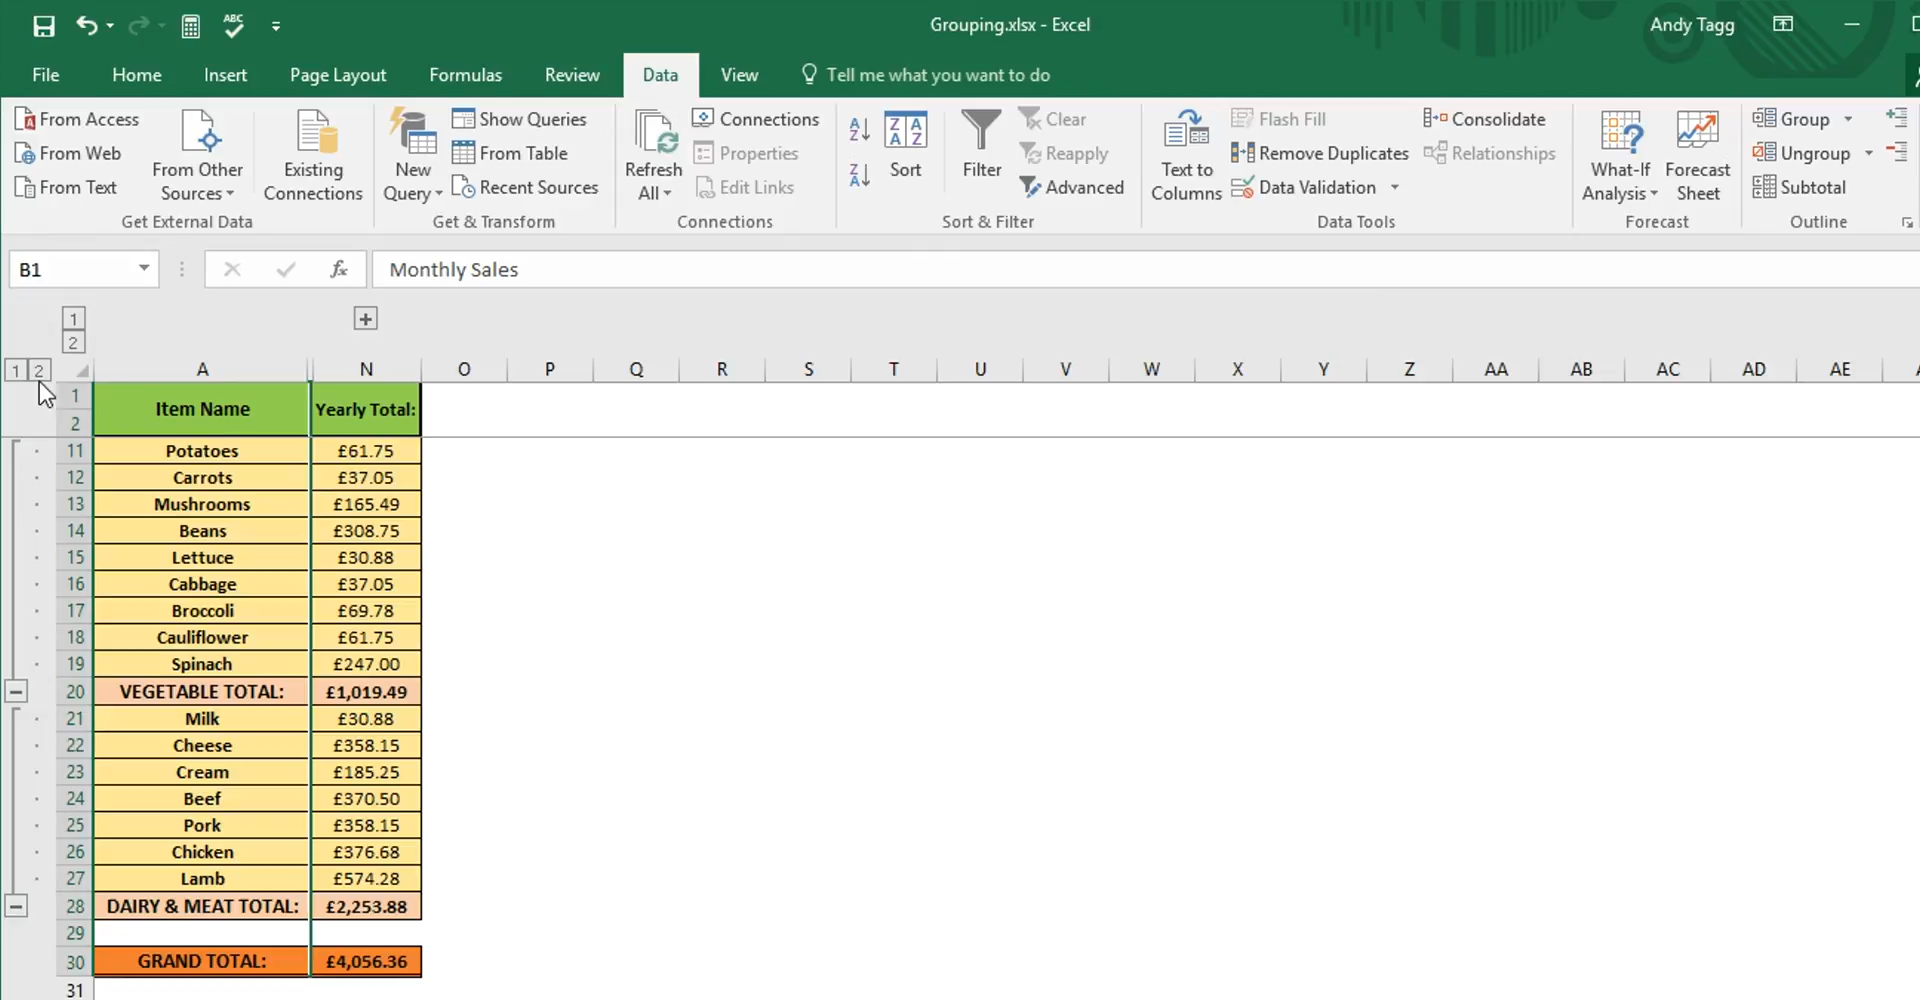 ABC
Grouping.xlsx - Excel
Andy Tagg
File Home Insert Page Layout Formulas Review Data View Tell me what you want to do
From Access
From Web
From Text
From Other Sources
Existing Connections
Get External Data
New Query
Show Queries
From Table
Recent Sources
Get & Transform
Refresh All
Connections
Properties
Edit Links
Connections
A Z
Z A
Z A A Z
Sort
Filter
Clear
Reapply
Advanced
Sort & Filter
Text to Columns
Flash Fill
Remove Duplicates
Data Validation
Consolidate
Relationships
Data Tools
What-If Analysis
Forecast Sheet
Forecast
Group
Ungroup
Subtotal
Outline
B1 fx Monthly Sales
1
2
1 2 A N O P Q R S T U V W X Y Z AA AB AC AD AE
1 Item Name Yearly Total:
2
11 Potatoes £61.75
12 Carrots £37.05
13 Mushrooms £165.49
14 Beans £308.75
15 Lettuce £30.88
16 Cabbage £37.05
17 Broccoli £69.78
18 Cauliflower £61.75
19 Spinach £247.00
20 VEGETABLE TOTAL: £1,019.49
21 Milk £30.88
22 Cheese £358.15
23 Cream £185.25
24 Beef £370.50
25 Pork £358.15
26 Chicken £376.68
27 Lamb £574.28
28 DAIRY & MEAT TOTAL: £2,253.88
29
30 GRAND TOTAL: £4,056.36
31